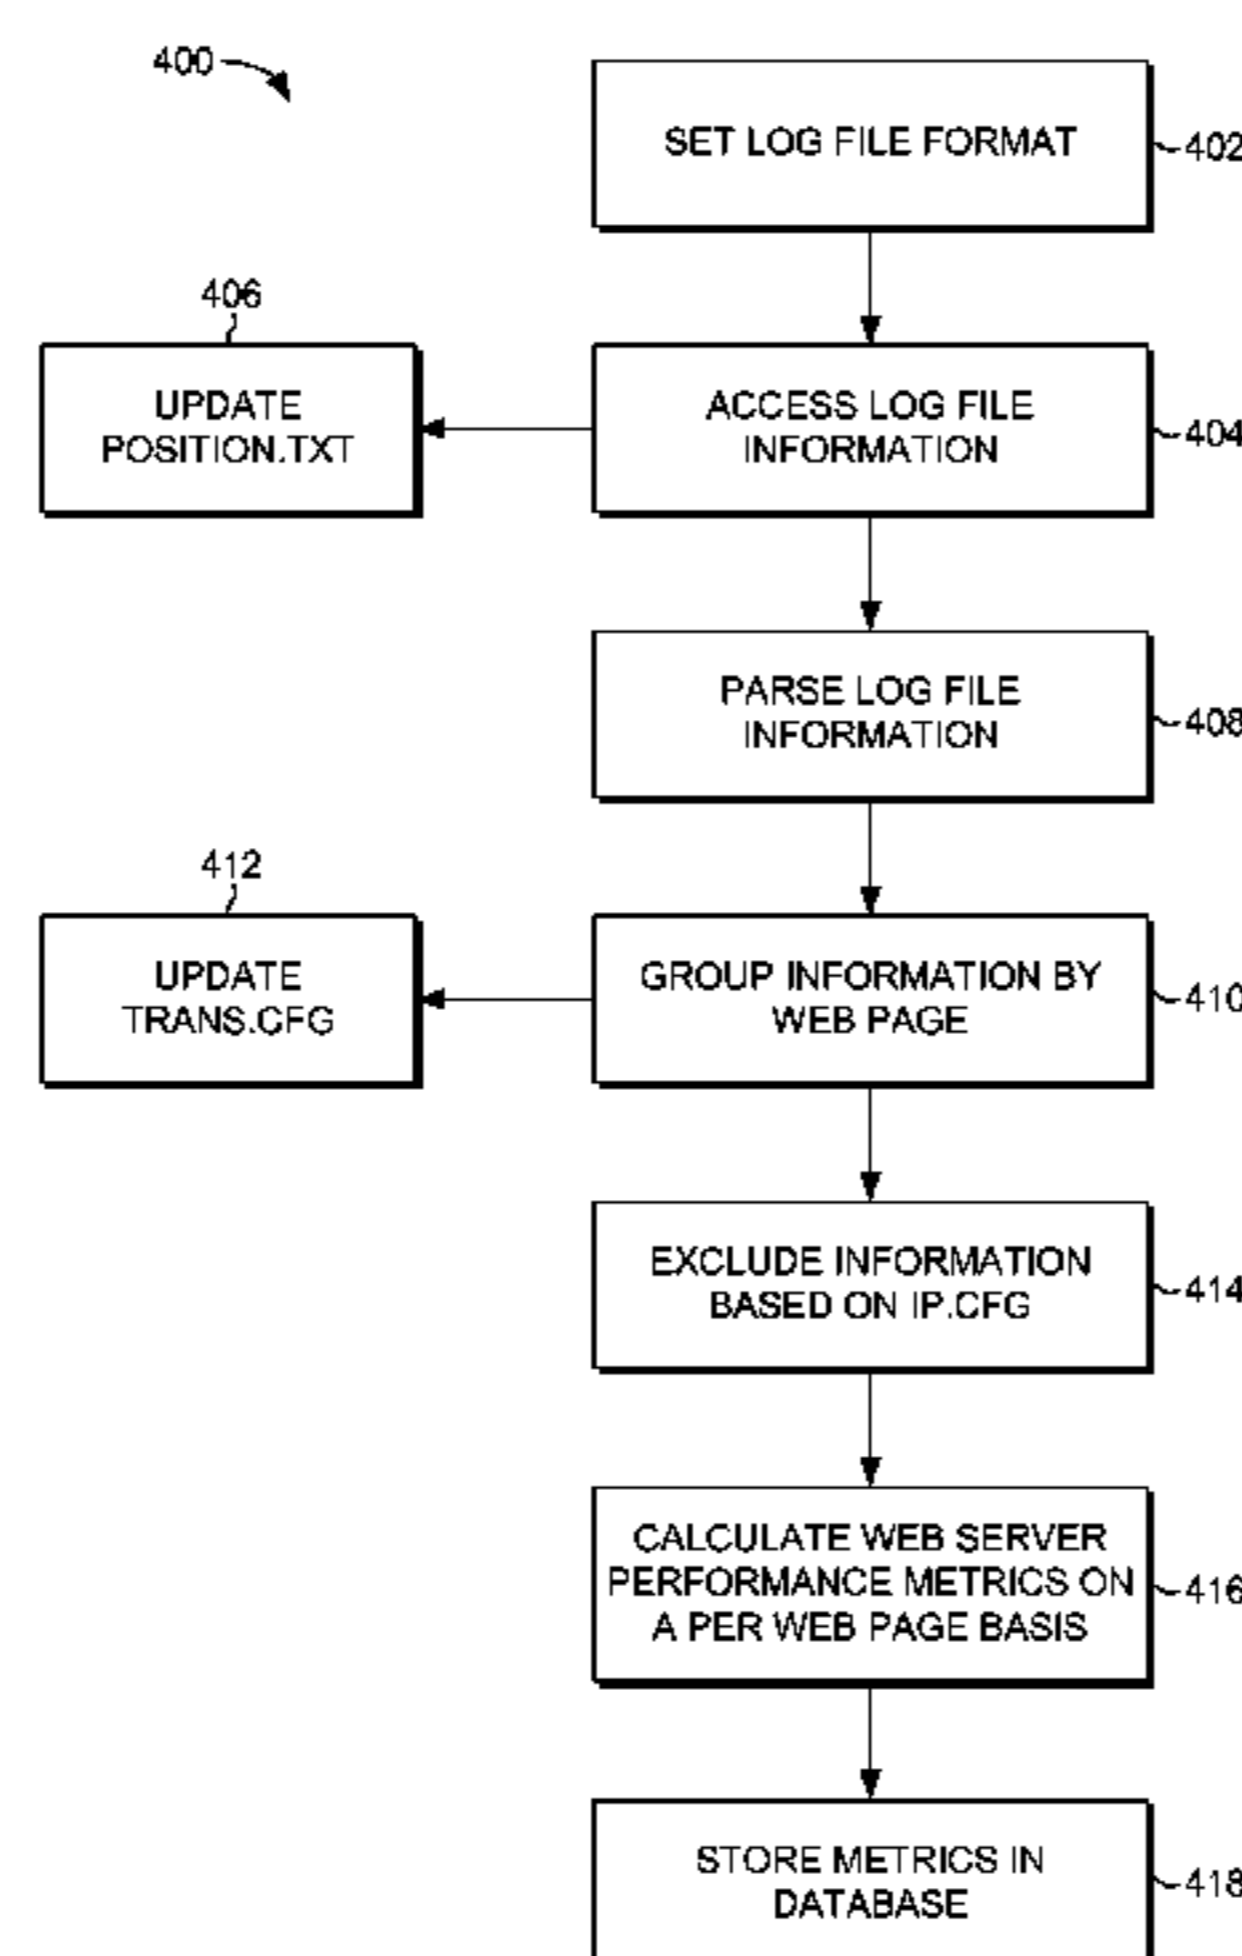 400
SET LOG FILE FORMAT
402
406
UPDATE
POSITION.TXT
ACCESS LOG FILE
INFORMATION
404
PARSE LOG FILE
INFORMATION
408
412
UPDATE
TRANS.CFG
GROUP INFORMATION BY
WEB PAGE
410
EXCLUDE INFORMATION
BASED ON IP.CFG
414
CALCULATE WEB SERVER
PERFORMANCE METRICS ON
A PER WEB PAGE BASIS
416
STORE METRICS IN
DATABASE
418